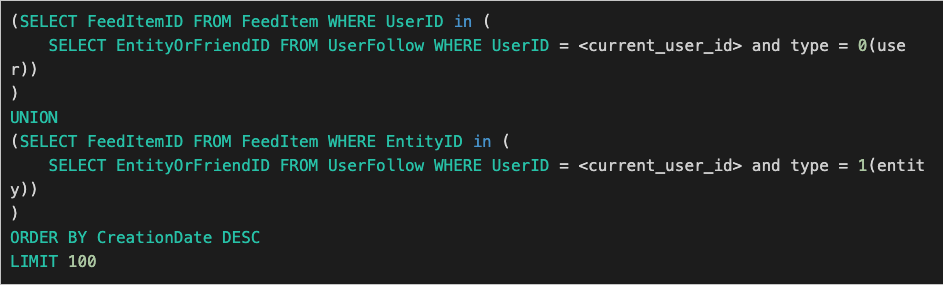 (SELECT FeedItemID FROM FeedItem WHERE UserID in (
    SELECT EntityOrFriendID FROM UserFollow WHERE UserID = <current_user_id> and type = 0(use
r))
)
UNION
(SELECT FeedItemID FROM FeedItem WHERE EntityID in (
    SELECT EntityOrFriendID FROM UserFollow WHERE UserID = <current_user_id> and type = 1(entit
y))
)
ORDER BY CreationDate DESC
LIMIT 100